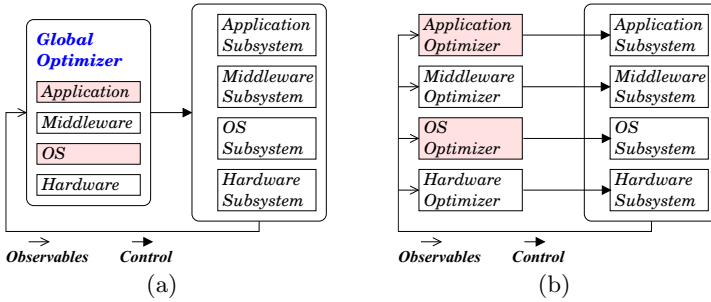 Global
Optimizer
Application
Middleware
OS
Hardware
Application
Subsystem
Middleware
Subsystem
OS
Subsystem
Hardware
Subsystem
Observables
Control
(a)
Application
Optimizer
Middleware
Optimizer
OS
Optimizer
Hardware
Optimizer
Application
Subsystem
Middleware
Subsystem
OS
Subsystem
Hardware
Subsystem
Observables
Control
(b)